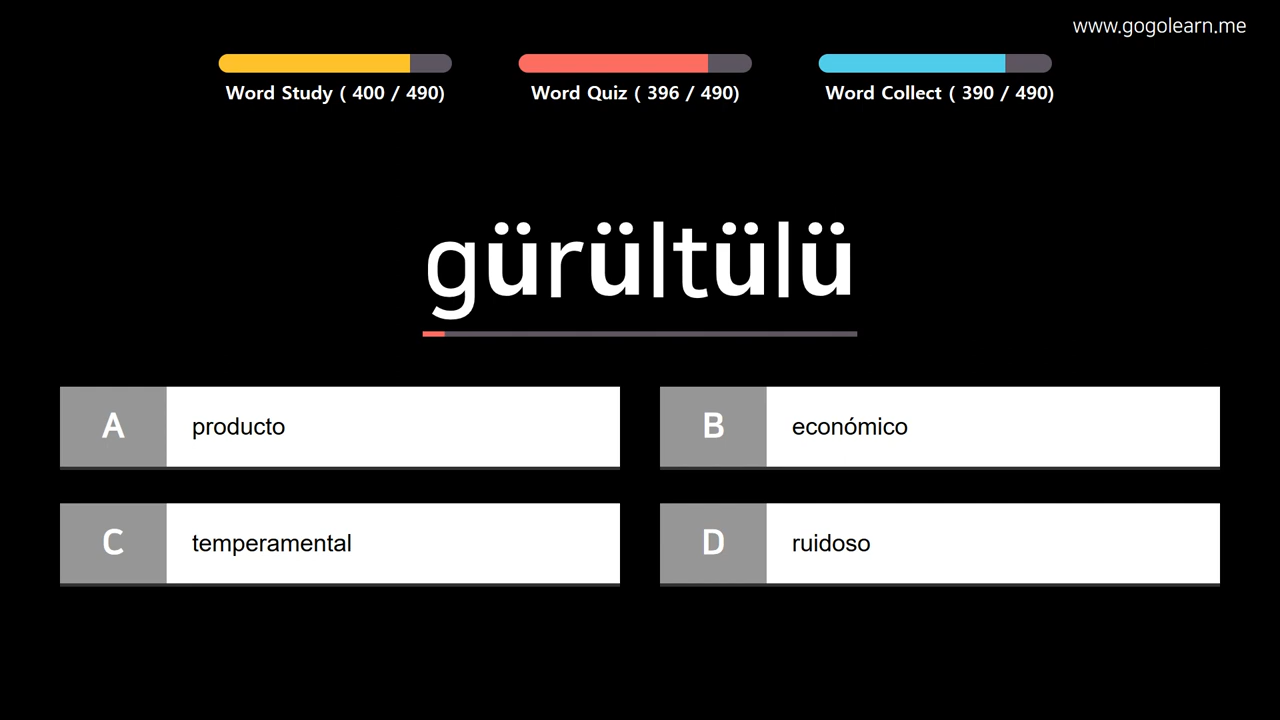 www.gogolearn.me
Word Study ( 400 / 490)
Word Quiz ( 396 / 490)
Word Collect ( 390 / 490)
gürültülü
A
producto
B
económico
C
temperamental
D
ruidoso